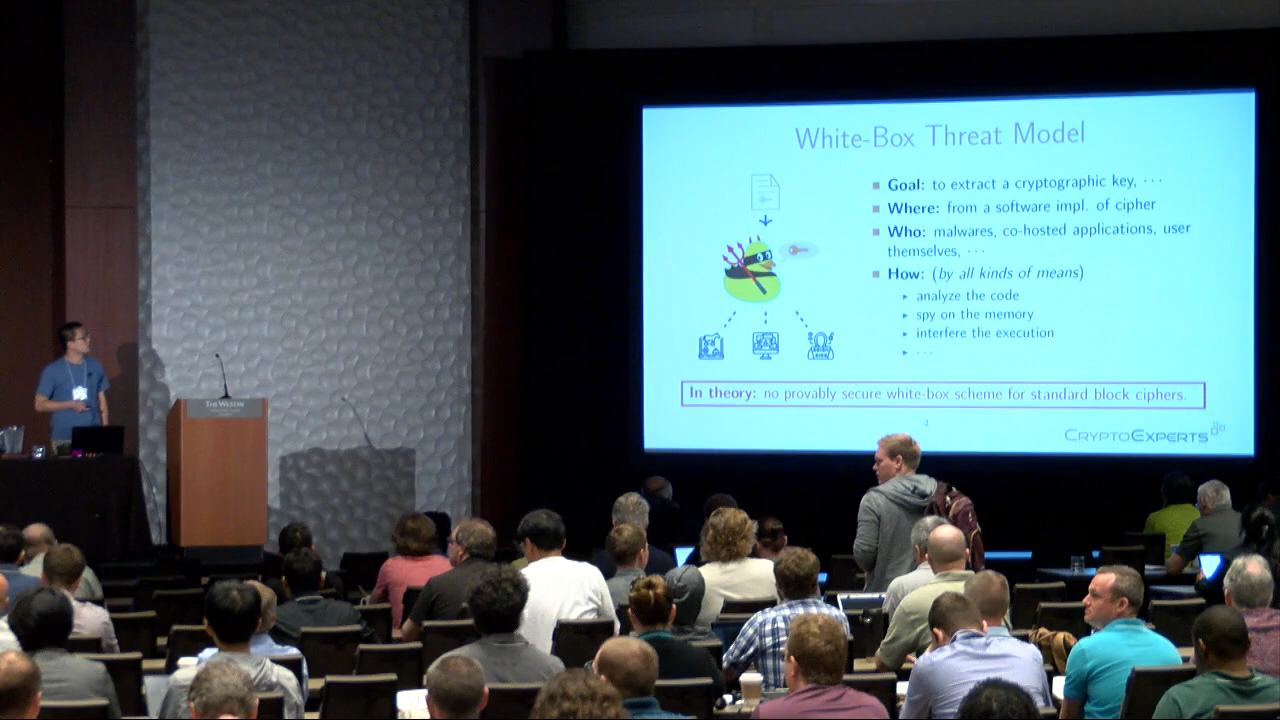 White-Box Threat Model
Goal: to extract a cryptographic key, · · ·
Where: from a software impl. of cipher
Who: malwares, co-hosted applications, user
themselves, · · ·
How: (by all kinds of means)
analyze the code
spy on the memory
interfere the execution
· · ·
In theory: no provably secure white-box scheme for standard block ciphers.
2
CRYPTOEXPERTS
THE WESTIN